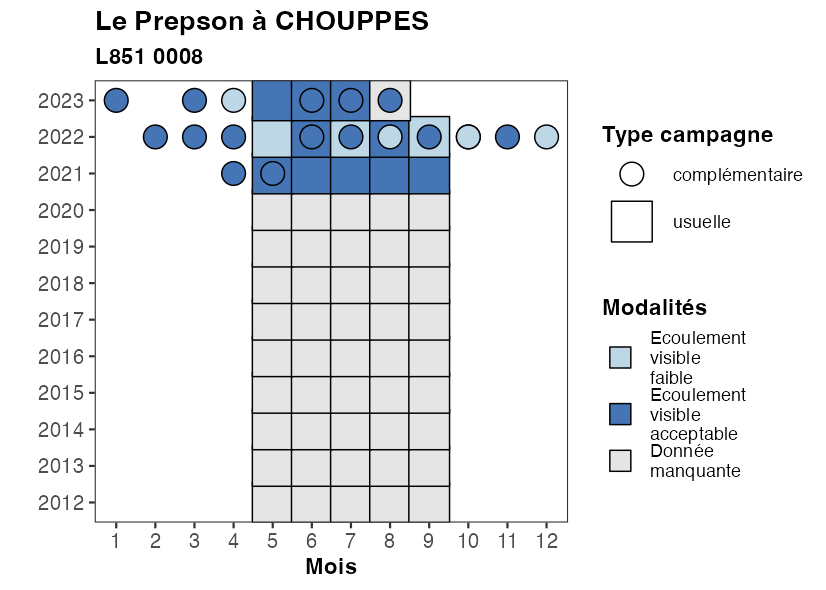 Le Prepson à CHOUPPES
L851 0008
2023
2022
2021
2020
2019
2018
2017
2016
2015
2014
2013
2012
1 2 3 4 5 6 7 8 9 10 11 12
Mois
Type campagne
complémentaire
usuelle
Modalités
Ecoulement
visible
faible
Ecoulement
visible
acceptable
Donnée
manquante